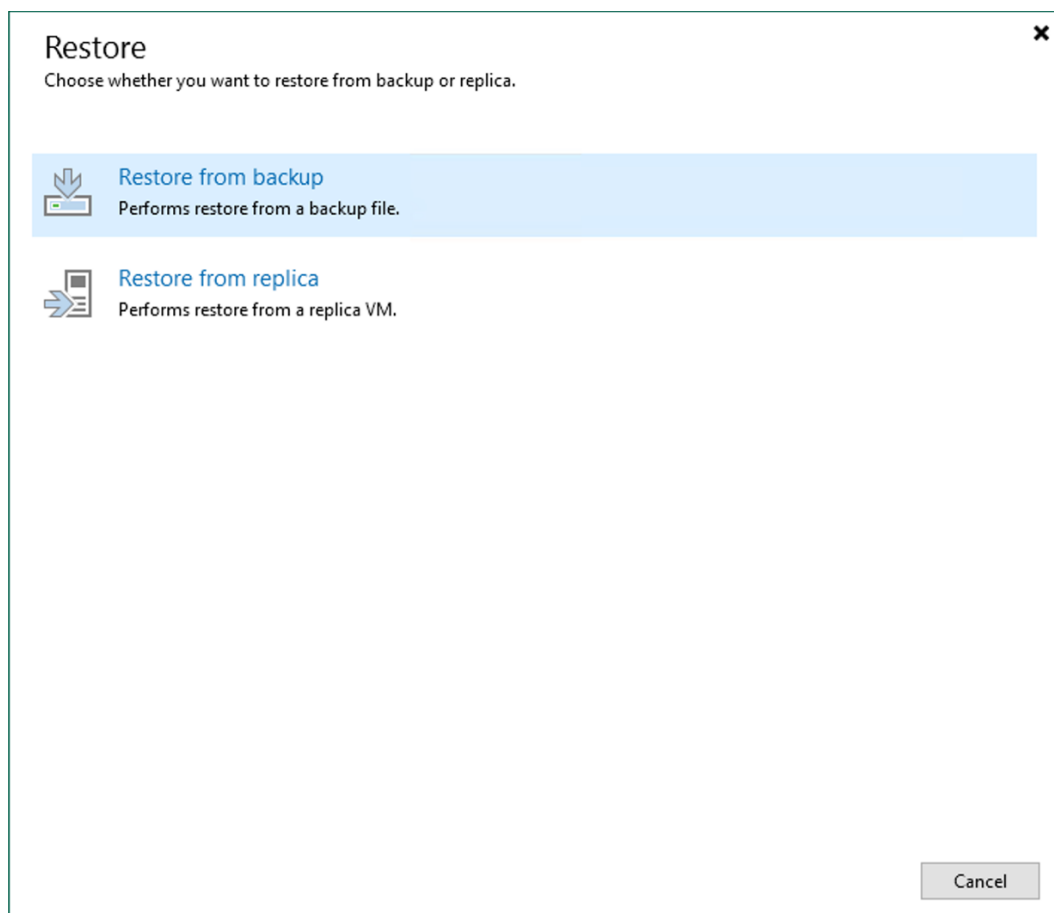 Restore
Choose whether you want to restore from backup or replica.
Restore from backup
Performs restore from a backup file.
Restore from replica
Performs restore from a replica VM.
Cancel